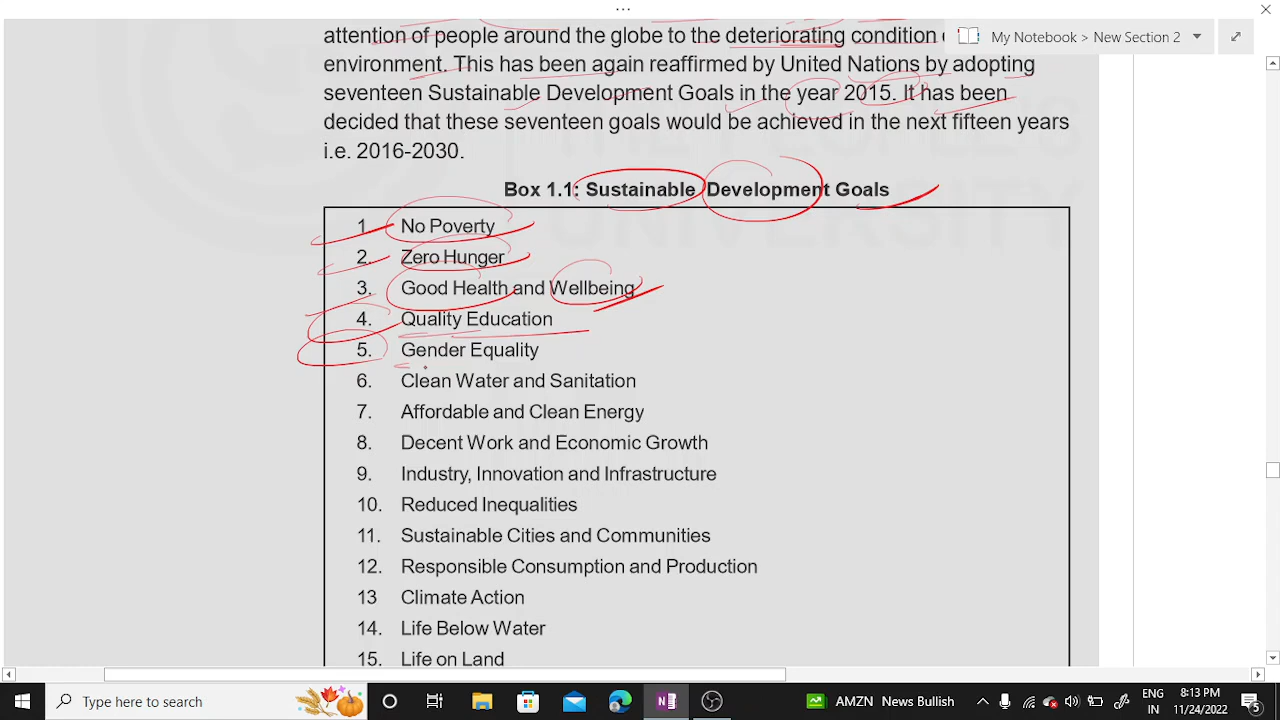 ...
attention of people around the globe to the deteriorating condition
My Notebook > New Section 2
environment. This has been again reaffirmed by United Nations by adopting
seventeen Sustainable Development Goals in the year 2015. It has been
decided that these seventeen goals would be achieved in the next fifteen years
i.e. 2016-2030.
Box 1.1: Sustainable Development Goals
1. No Poverty
2. Zero Hunger
3. Good Health and Wellbeing
4. Quality Education
5. Gender Equality
6. Clean Water and Sanitation
7. Affordable and Clean Energy
8. Decent Work and Economic Growth
9. Industry, Innovation and Infrastructure
10. Reduced Inequalities
11. Sustainable Cities and Communities
12. Responsible Consumption and Production
13 Climate Action
14. Life Below Water
15. Life on Land
THE PEOPLE'S
UNIVERSITY
Type here to search
AMZN News Bullish
ENG
IN
8:13 PM
11/24/2022
5